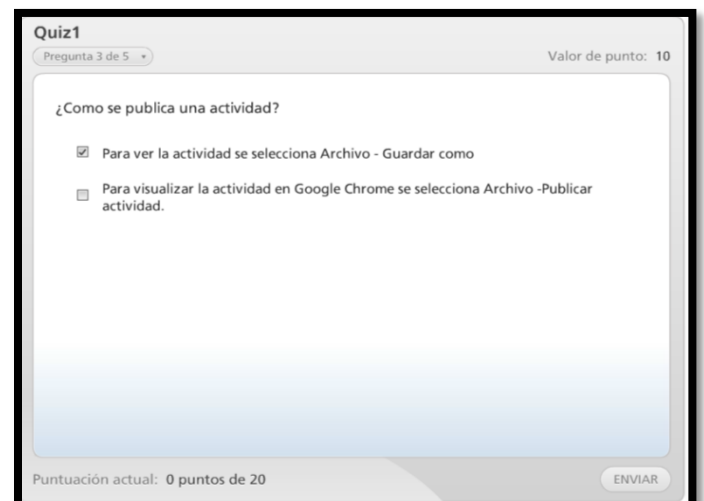 Quiz1
Pregunta 3 de 5
Valor de punto: 10
¿Como se publica una actividad?
Para ver la actividad se selecciona Archivo - Guardar como
Para visualizar la actividad en Google Chrome se selecciona Archivo -Publicar
actividad.
Puntuación actual: 0 puntos de 20
ENVIAR